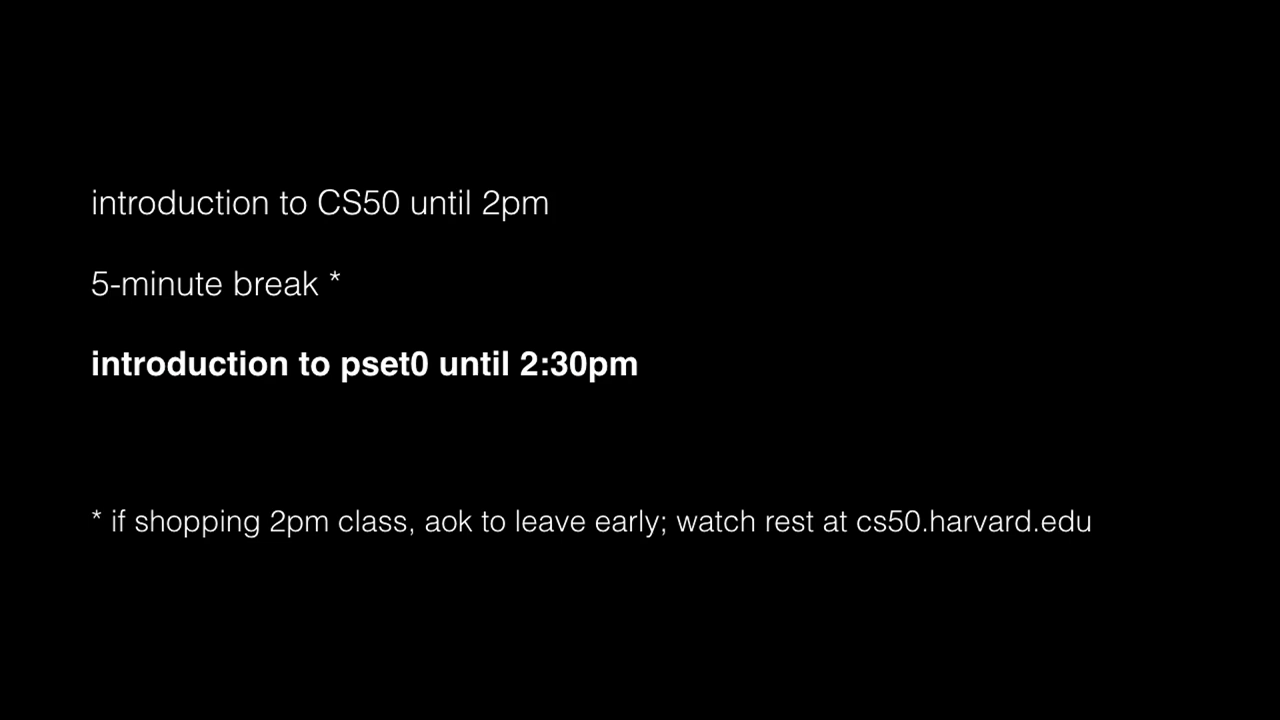 introduction to CS50 until 2pm
5-minute break *
introduction to pset0 until 2:30pm
* if shopping 2pm class, aok to leave early; watch rest at cs50.harvard.edu